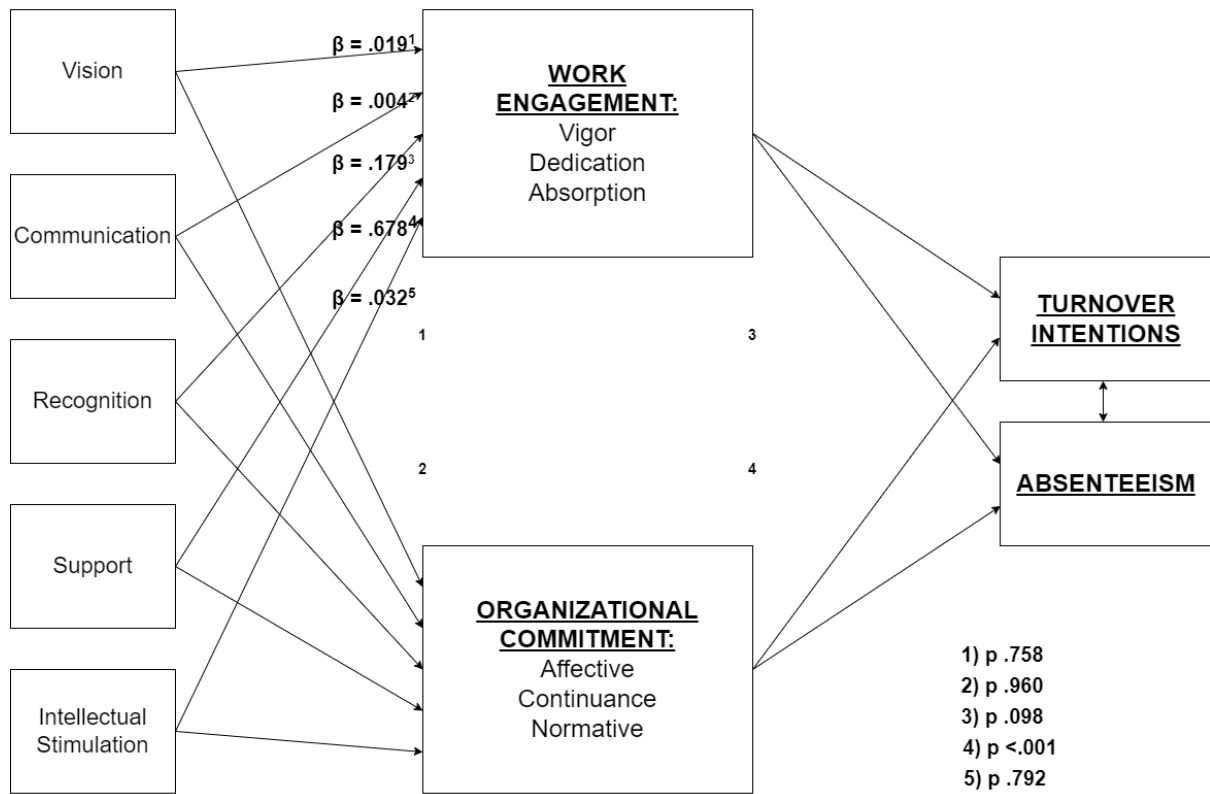 Vision
Communication
Recognition
Support
Intellectual
Stimulation
β = .019¹
β = .004²
β = .179³
β = .678⁴
β = .032⁵
WORK
ENGAGEMENT:
Vigor
Dedication
Absorption
1
3
2
4
ORGANIZATIONAL
COMMITMENT:
Affective
Continuance
Normative
TURNOVER
INTENTIONS
ABSENTEEISM
1) p .758
2) p .960
3) p .098
4) p <.001
5) p .792